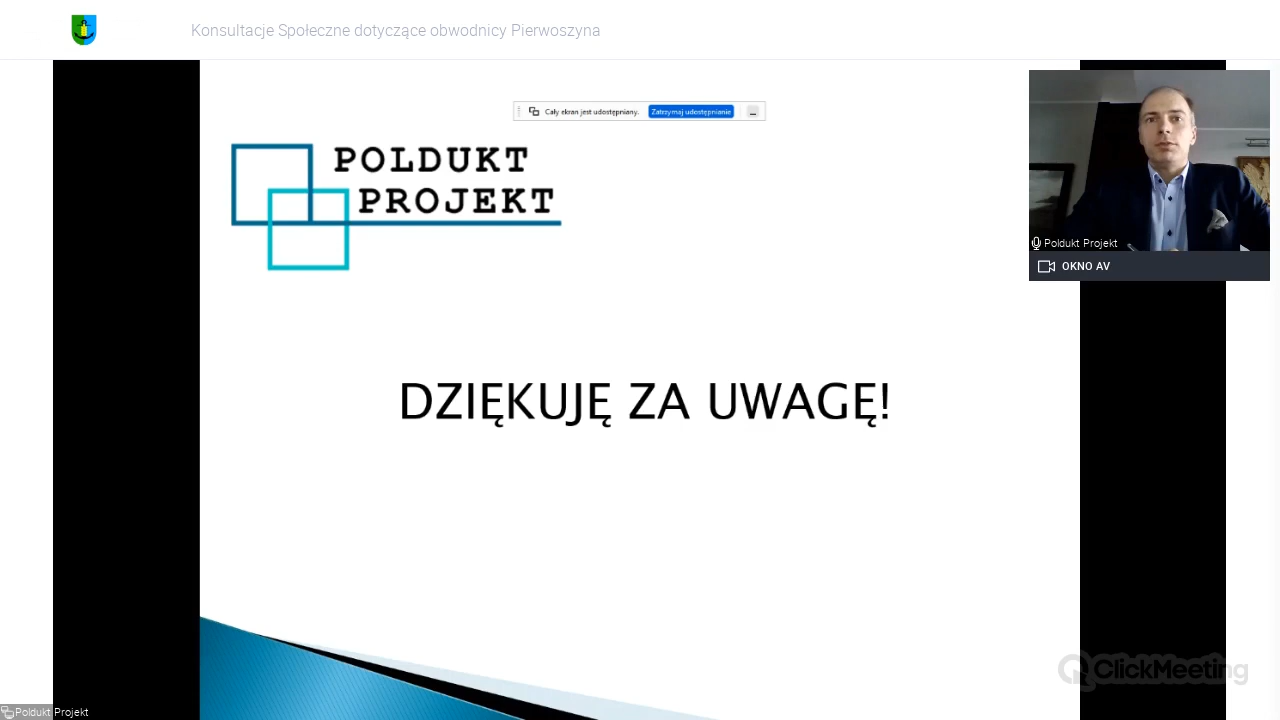 Konsultacje Społeczne dotyczące obwodnicy Pierwoszyna
Cały ekran jest udostępniany.
Zatrzymaj udostępnianie
POLDUKT
PROJEKT
Poldukt Projekt
OKNO AV
DZIĘKUJĘ ZA UWAGĘ!
ClickMeeting
Poldukt Projekt